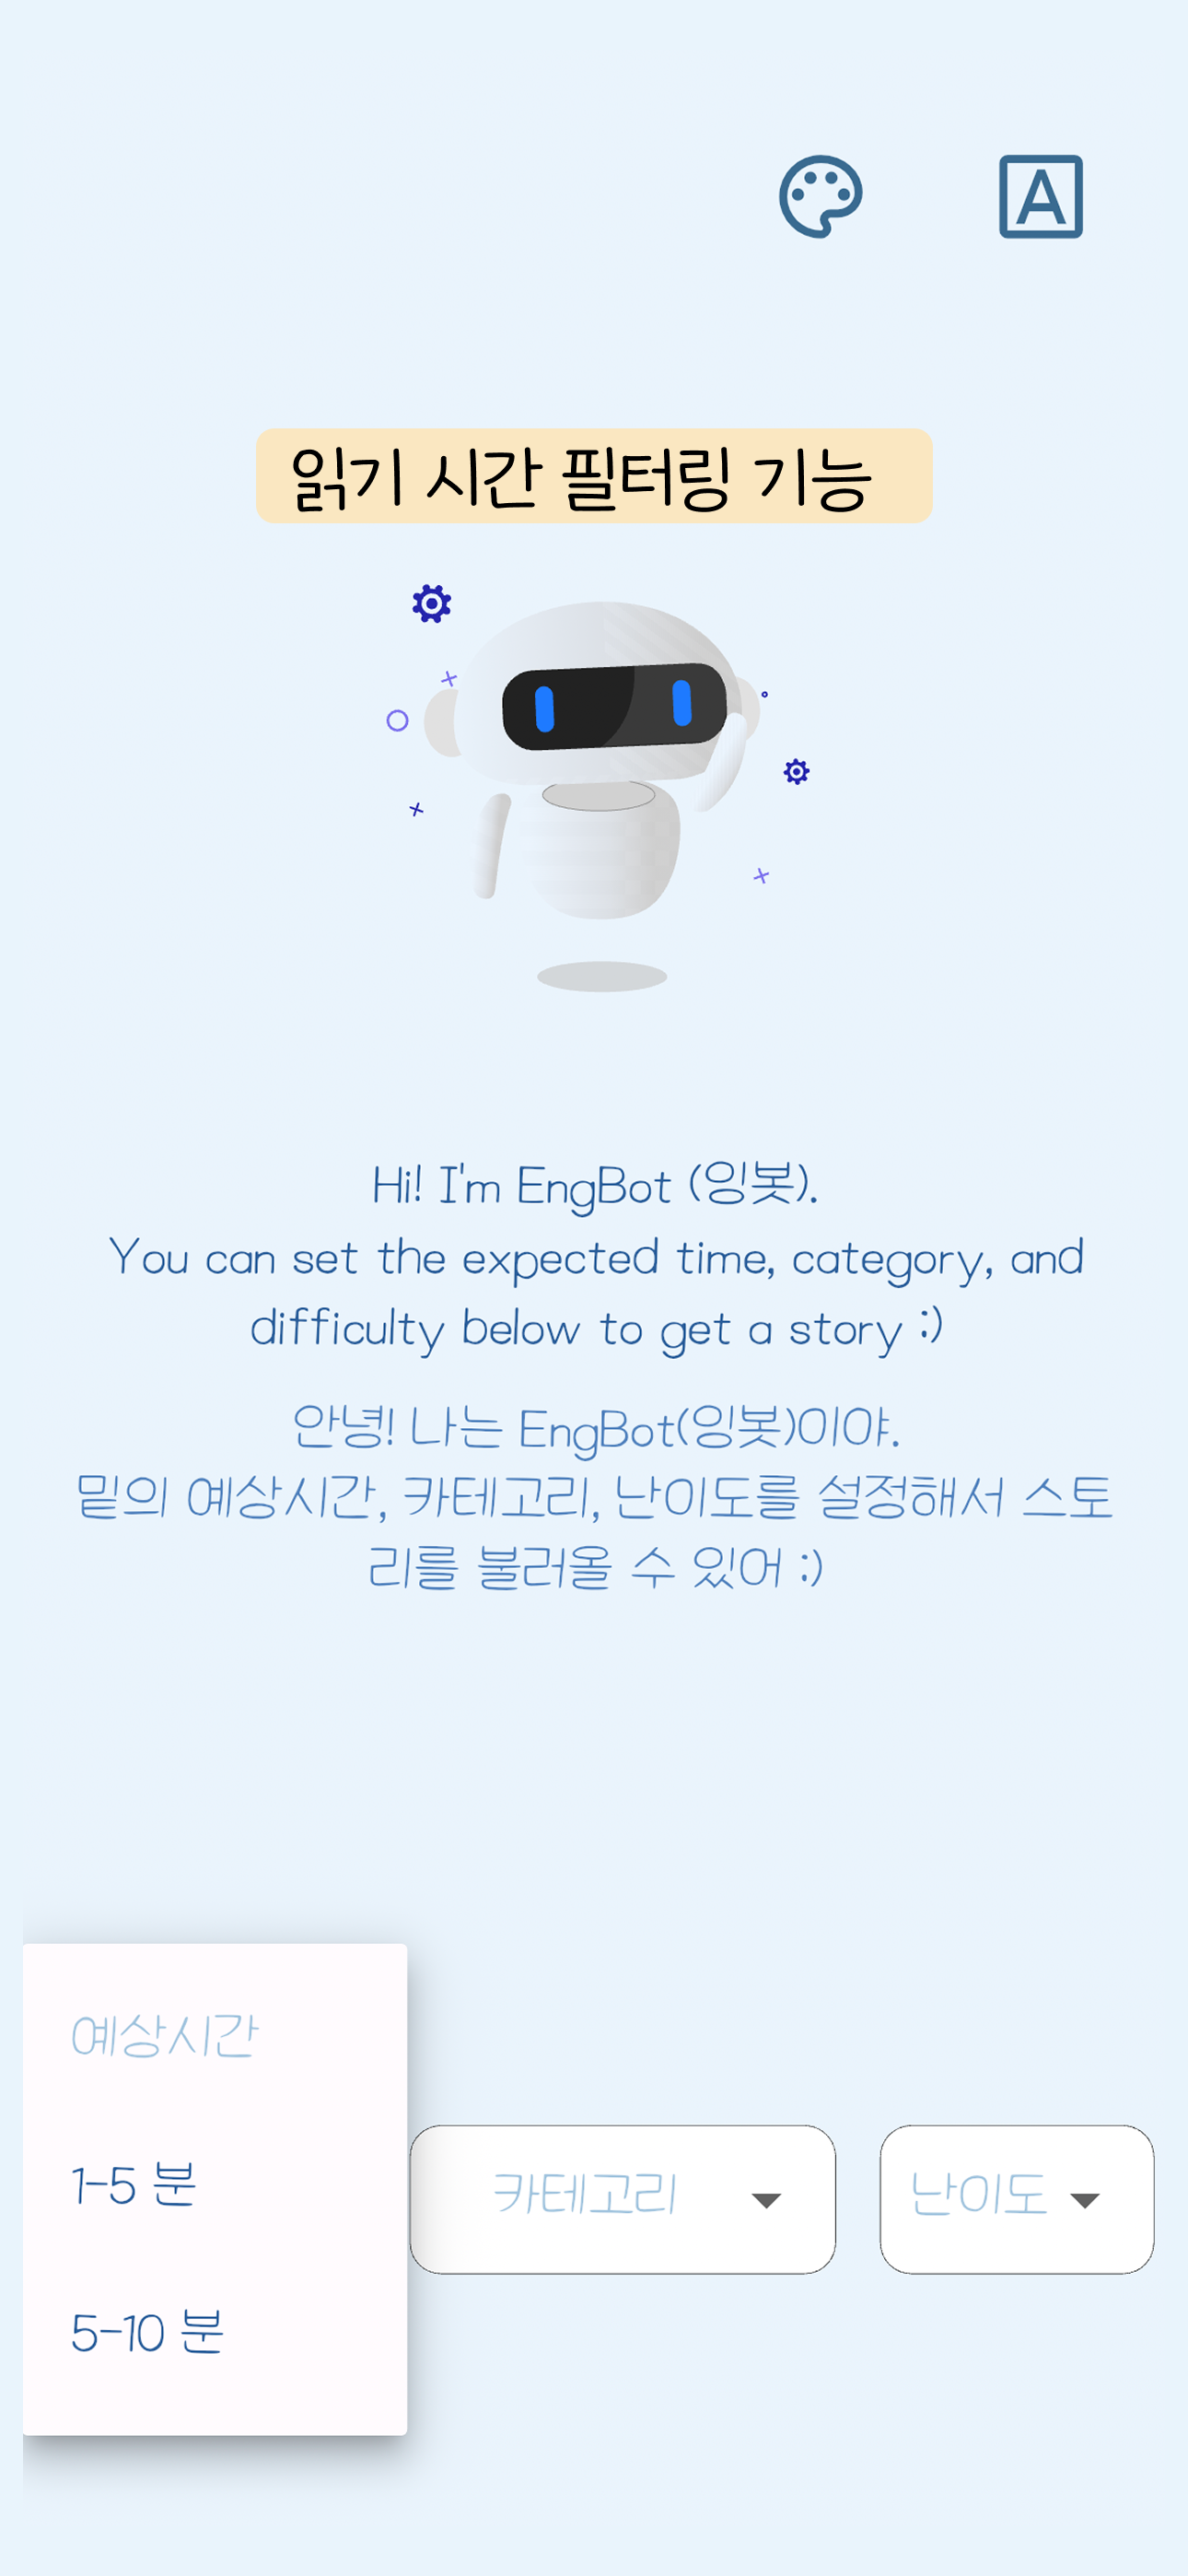 A
읽기 시간 필터링 기능
Hi! I'm EngBot (잉봇).
You can set the expected time, category, and
difficulty below to get a story :)
안녕! 나는 EngBot(잉봇)이야.
밑의 예상시간, 카테고리, 난이도를 설정해서 스토
리를 불러올 수 있어 :)
예상시간
1-5 분
카테고리
난이도
5-10 분